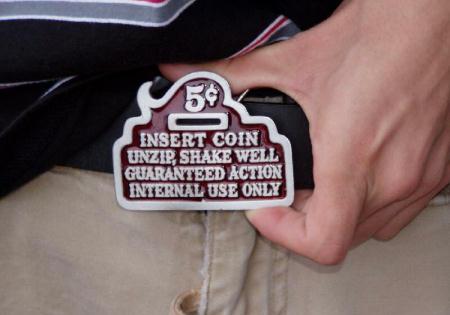 5¢
INSERT COIN
UNZIP, SHAKE WELL
GUARANTEED ACTION
INTERNAL USE ONLY